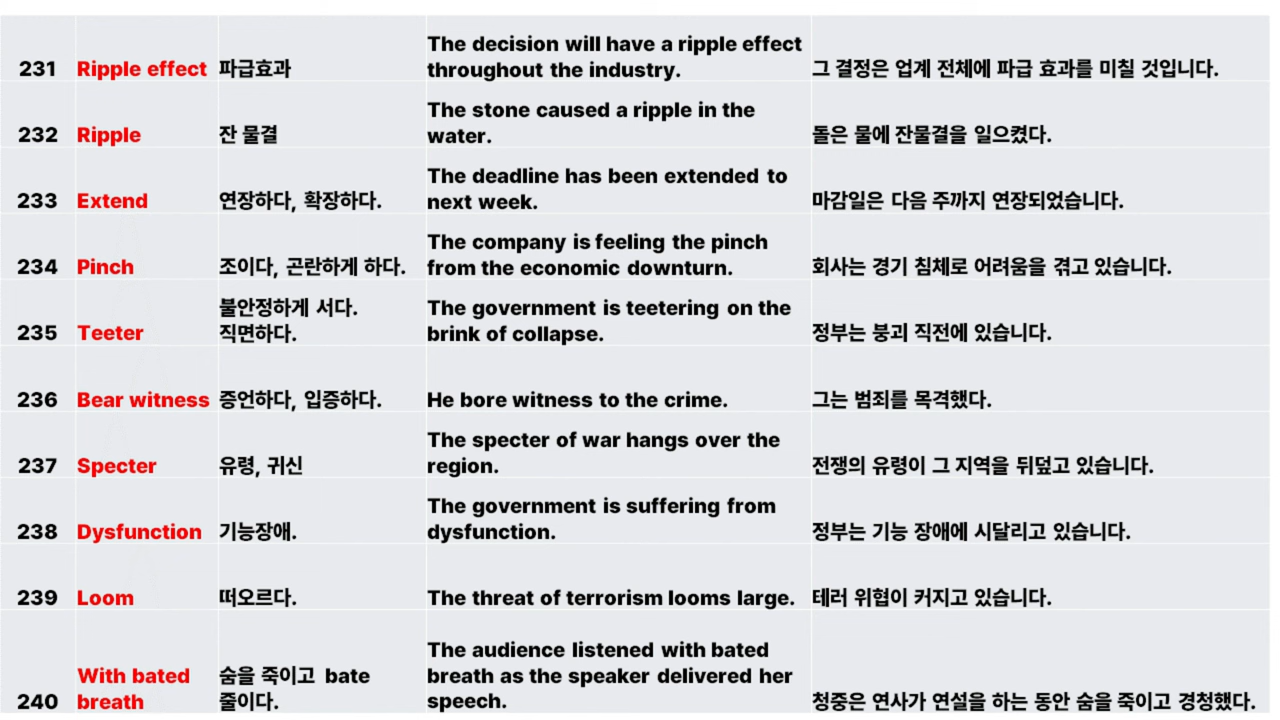 The decision will have a ripple effect
231 Ripple effect 파급효과 throughout the industry. 그 결정은 업계 전체에 파급 효과를 미칠 것입니다.
The stone caused a ripple in the
232 Ripple 잔 물결 water. 돌은 물에 잔물결을 일으켰다.
The deadline has been extended to
233 Extend 연장하다, 확장하다. next week. 마감일은 다음 주까지 연장되었습니다.
The company is feeling the pinch
234 Pinch 조이다, 곤란하게 하다. from the economic downturn. 회사는 경기 침체로 어려움을 겪고 있습니다.
불안정하게 서다. The government is teetering on the
235 Teeter 직면하다. brink of collapse. 정부는 붕괴 직전에 있습니다.
236 Bear witness 증언하다, 입증하다. He bore witness to the crime. 그는 범죄를 목격했다.
The specter of war hangs over the
237 Specter 유령, 귀신 region. 전쟁의 유령이 그 지역을 뒤덮고 있습니다.
The government is suffering from
238 Dysfunction 기능장애. dysfunction. 정부는 기능 장애에 시달리고 있습니다.
239 Loom 떠오르다. The threat of terrorism looms large. 테러 위협이 커지고 있습니다.
The audience listened with bated
With bated 숨을 죽이고 bate breath as the speaker delivered her
240 breath 줄이다. speech. 청중은 연사가 연설을 하는 동안 숨을 죽이고 경청했다.